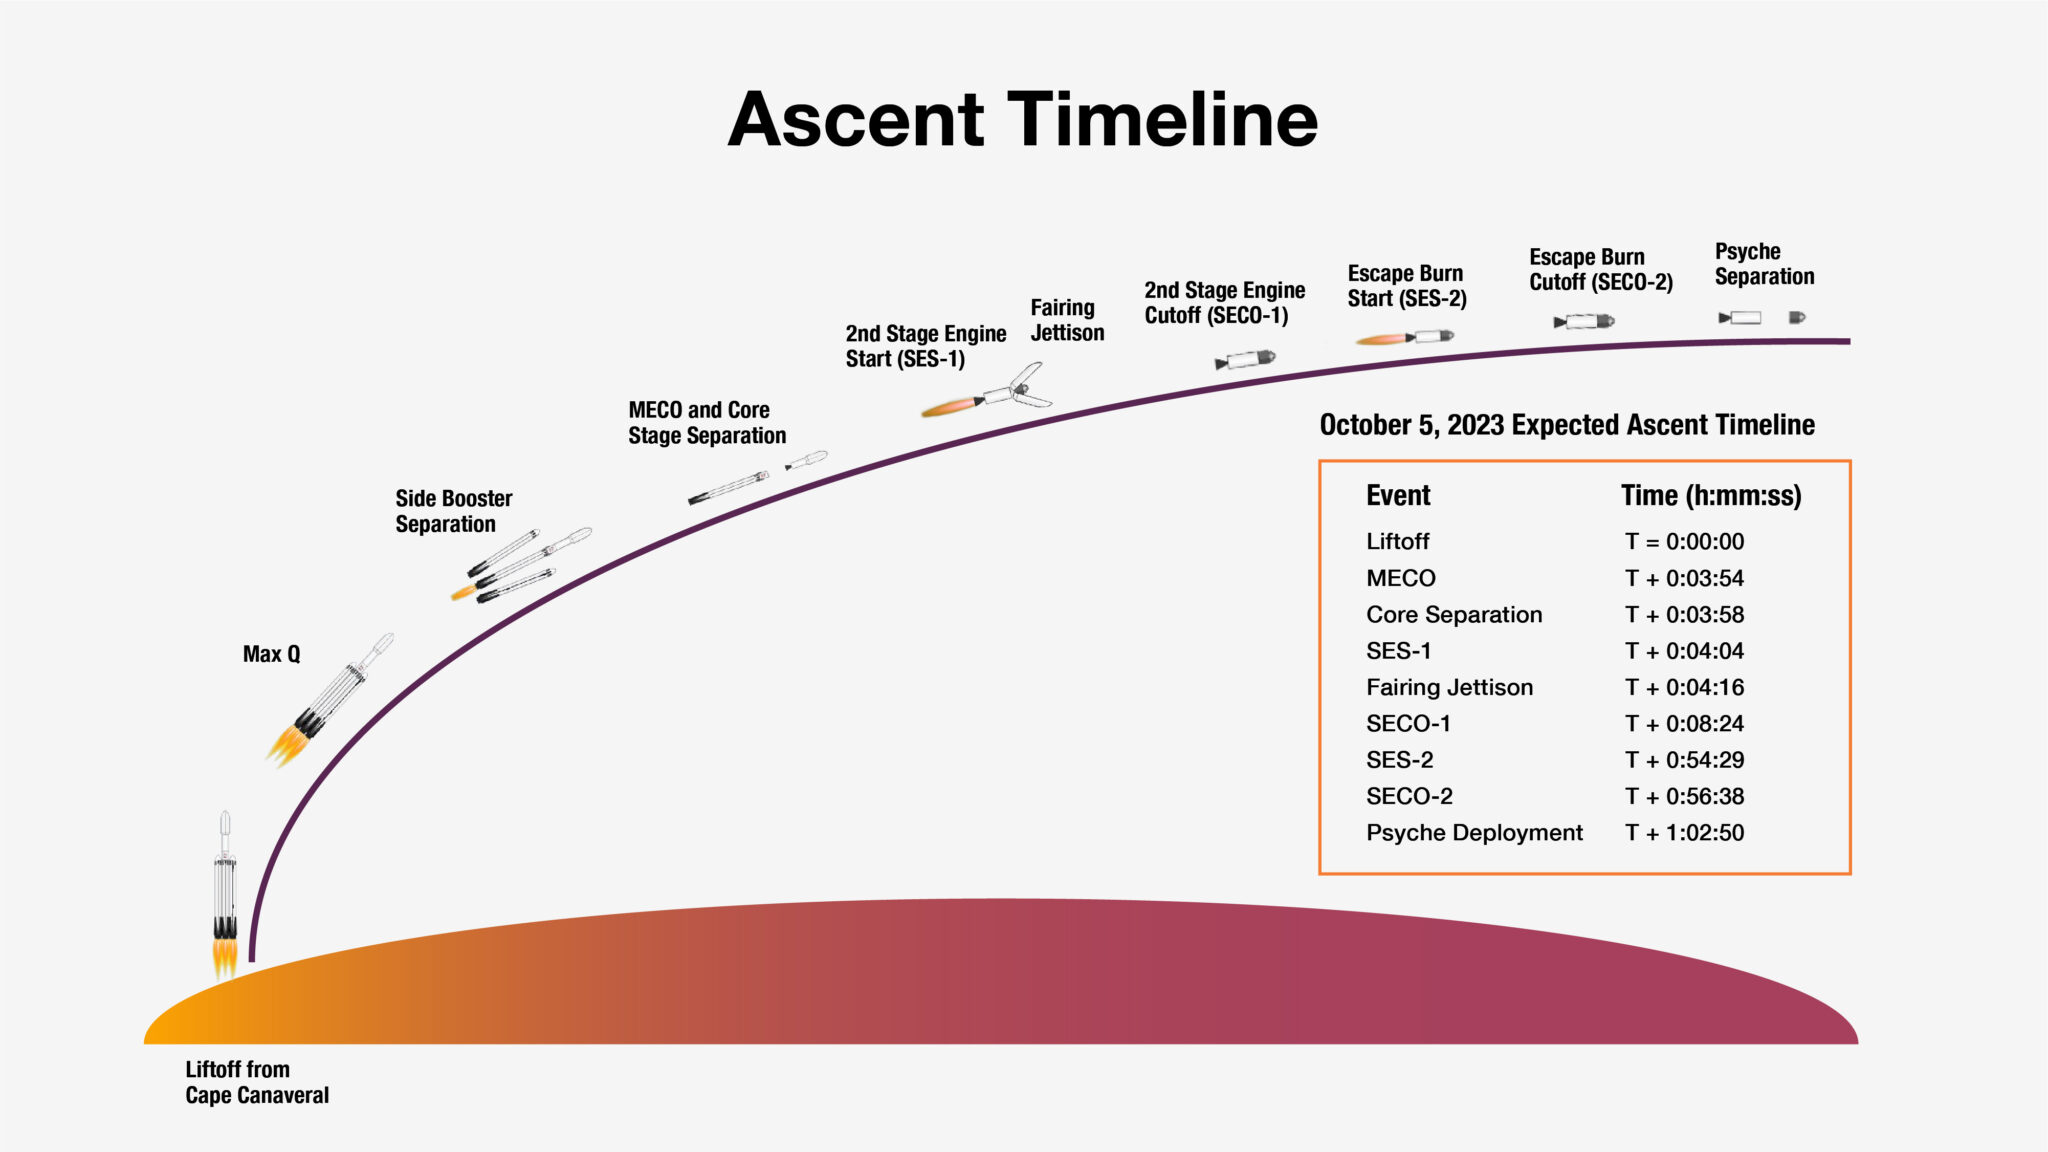 Ascent Timeline
Psyche
Separation
Escape Burn
Cutoff (SECO-2)
Escape Burn
Start (SES-2)
2nd Stage Engine
Cutoff (SECO-1)
Fairing
Jettison
2nd Stage Engine
Start (SES-1)
MECO and Core
Stage Separation
Side Booster
Separation
Max Q
Liftoff from
Cape Canaveral
October 5, 2023 Expected Ascent Timeline
Event Time (h:mm:ss)
Liftoff T = 0:00:00
MECO T + 0:03:54
Core Separation T + 0:03:58
SES-1 T + 0:04:04
Fairing Jettison T + 0:04:16
SECO-1 T + 0:08:24
SES-2 T + 0:54:29
SECO-2 T + 0:56:38
Psyche Deployment T + 1:02:50